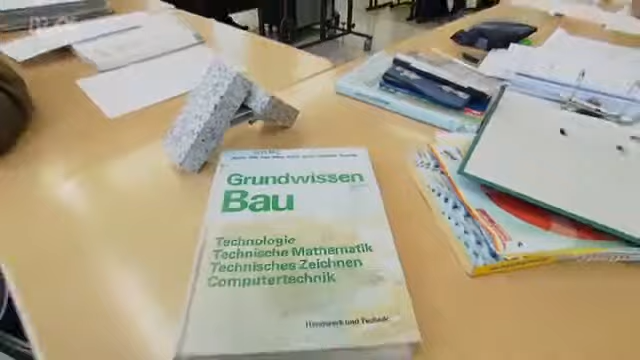 Grundwissen
Bau
Technologie
Technische Mathematik
Technisches Zeichnen
Computertechnik
Handwerk und Technik